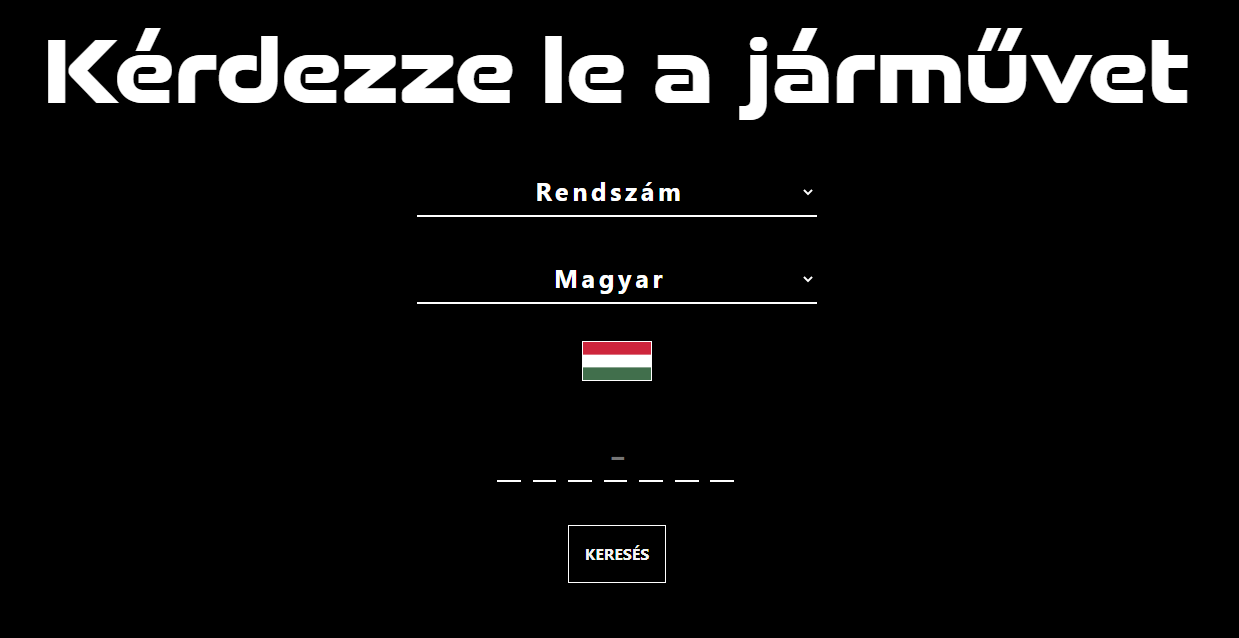 Kérdezze le a járművet
Rendszám
Magyar
–
KERESÉS